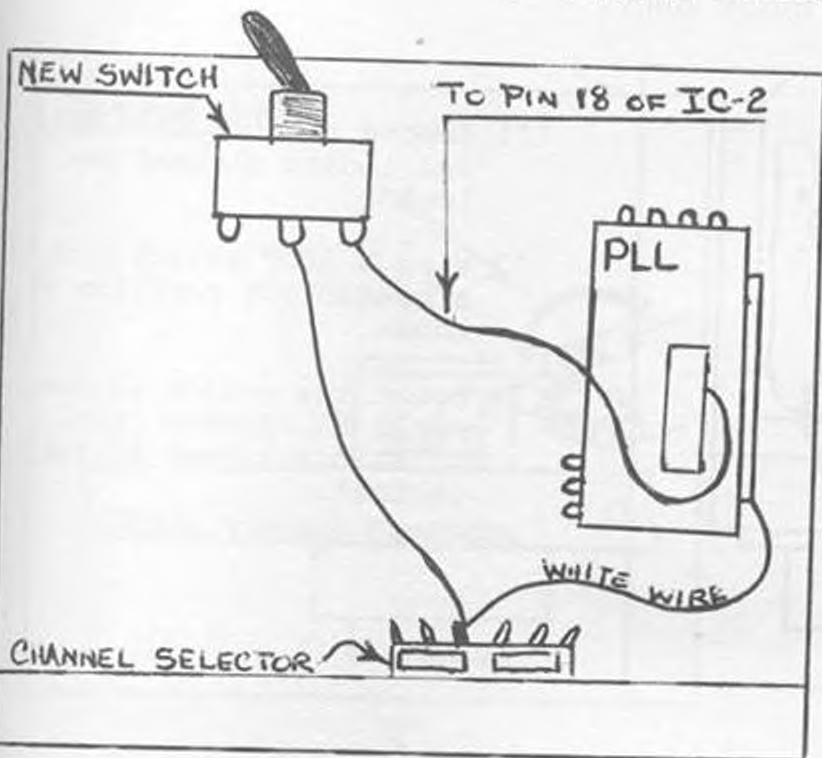 NEW SWITCH
TO PIN 18 OF IC-2
PLL
WHITE WIRE
CHANNEL SELECTOR